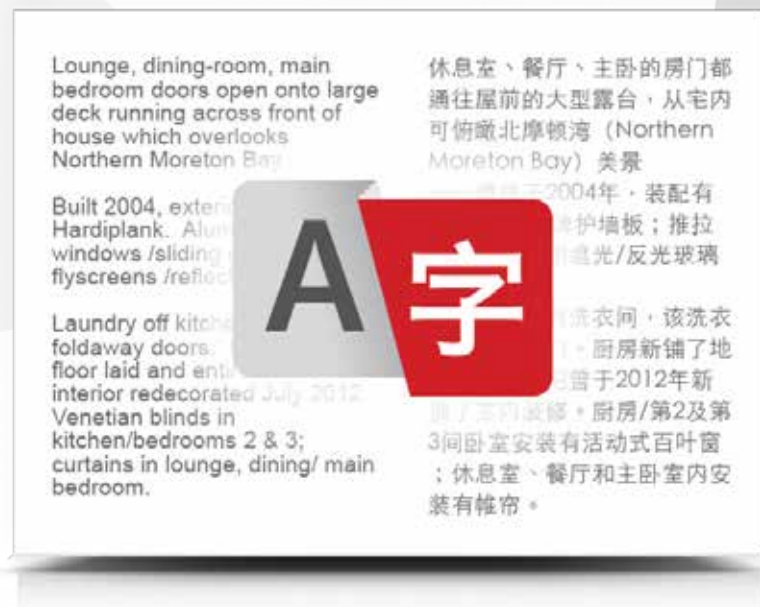 Lounge, dining-room, main
bedroom doors open onto large
deck running across front of
house which overlooks
Northern Moreton Bay
Built 2004,
Hardiplank.
windows /sliding
flyscreens
Laundry off
foldaway doors.
floor laid and
interior redecorated July 2012.
Venetian blinds in
kitchen/bedrooms 2 & 3;
curtains in lounge, dining/ main
bedroom.
A
字
休息室、餐厅、主卧的房门都
通往屋前的大型露台，从宅内
可俯瞰北摩顿湾（Northern
Moreton Bay）美景
2004年，装配有
护墙板；推拉
光/反光玻璃
洗衣间，该洗衣
。厨房新铺了地
曾于2012年新
。厨房/第2及第
3间卧室安装有活动式百叶窗
；休息室、餐厅和主卧室内安
装有帷帘。